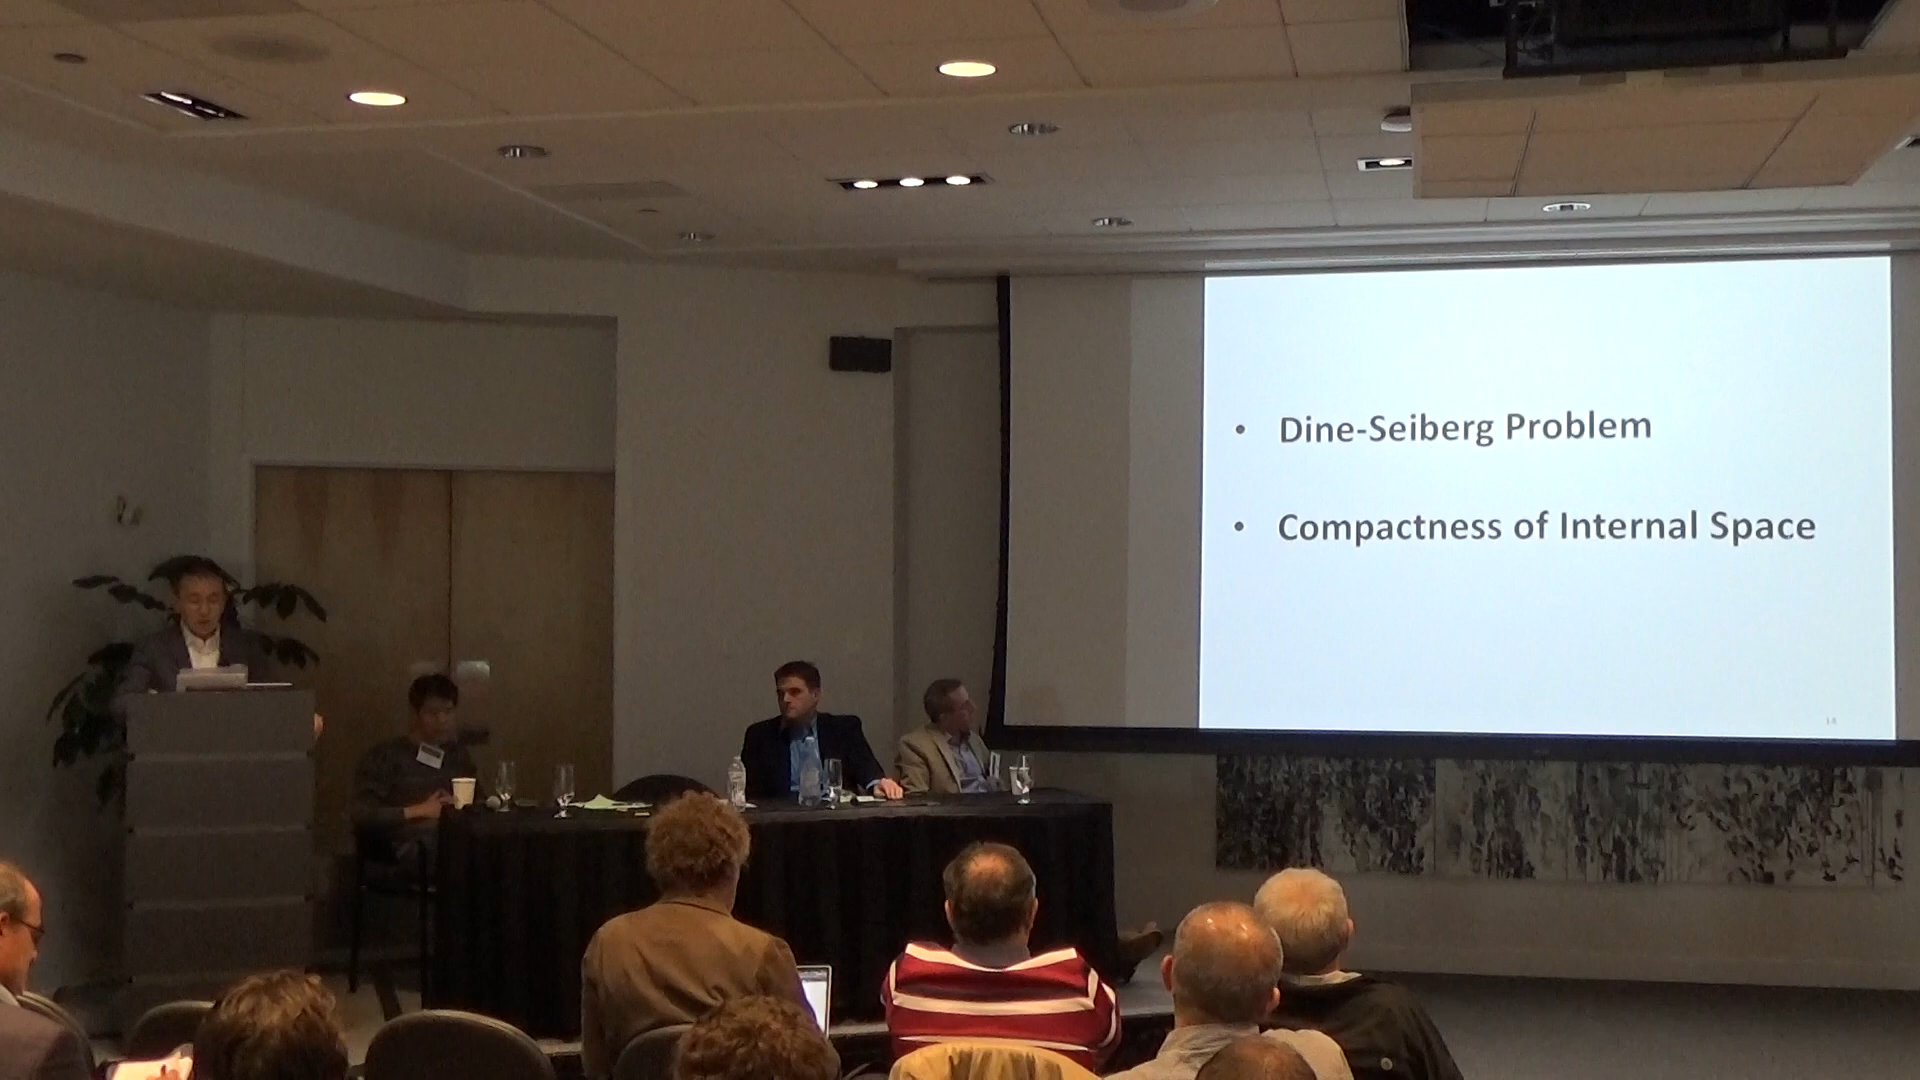 • Dine-Seiberg Problem
• Compactness of Internal Space